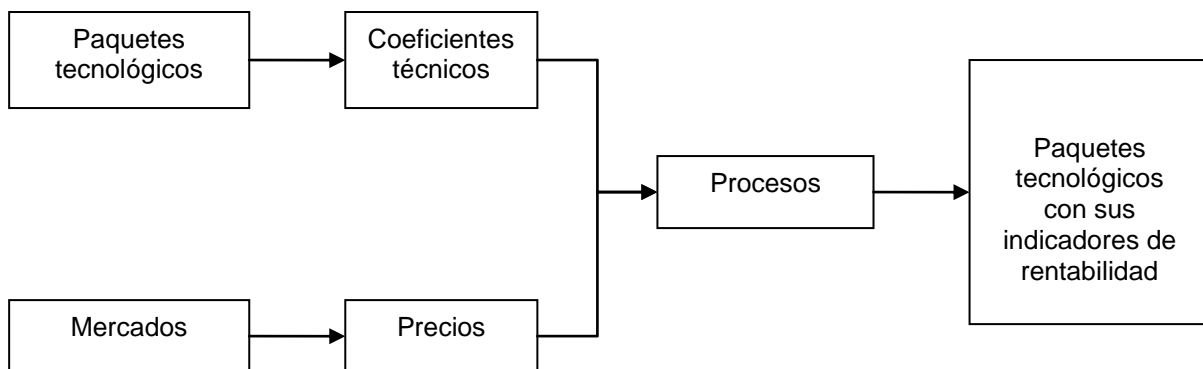 Paquetes
tecnológicos
Coeficientes
técnicos
Procesos
Paquetes
tecnológicos
con sus
indicadores de
rentabilidad
Mercados
Precios